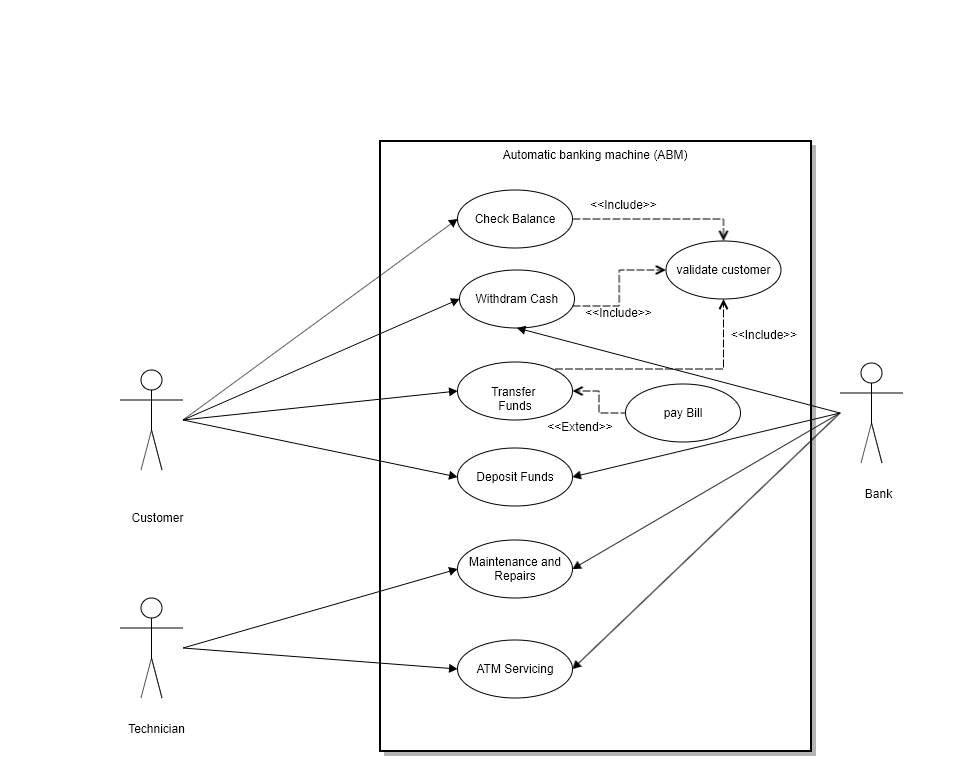 Automatic banking machine (ABM)
<<Include>>
Check Balance
validate customer
Withdram Cash
<<Include>>
<<Include>>
Transfer
Funds
pay Bill
<<Extend>>
Deposit Funds
Bank
Customer
Maintenance and
Repairs
ATM Servicing
Technician